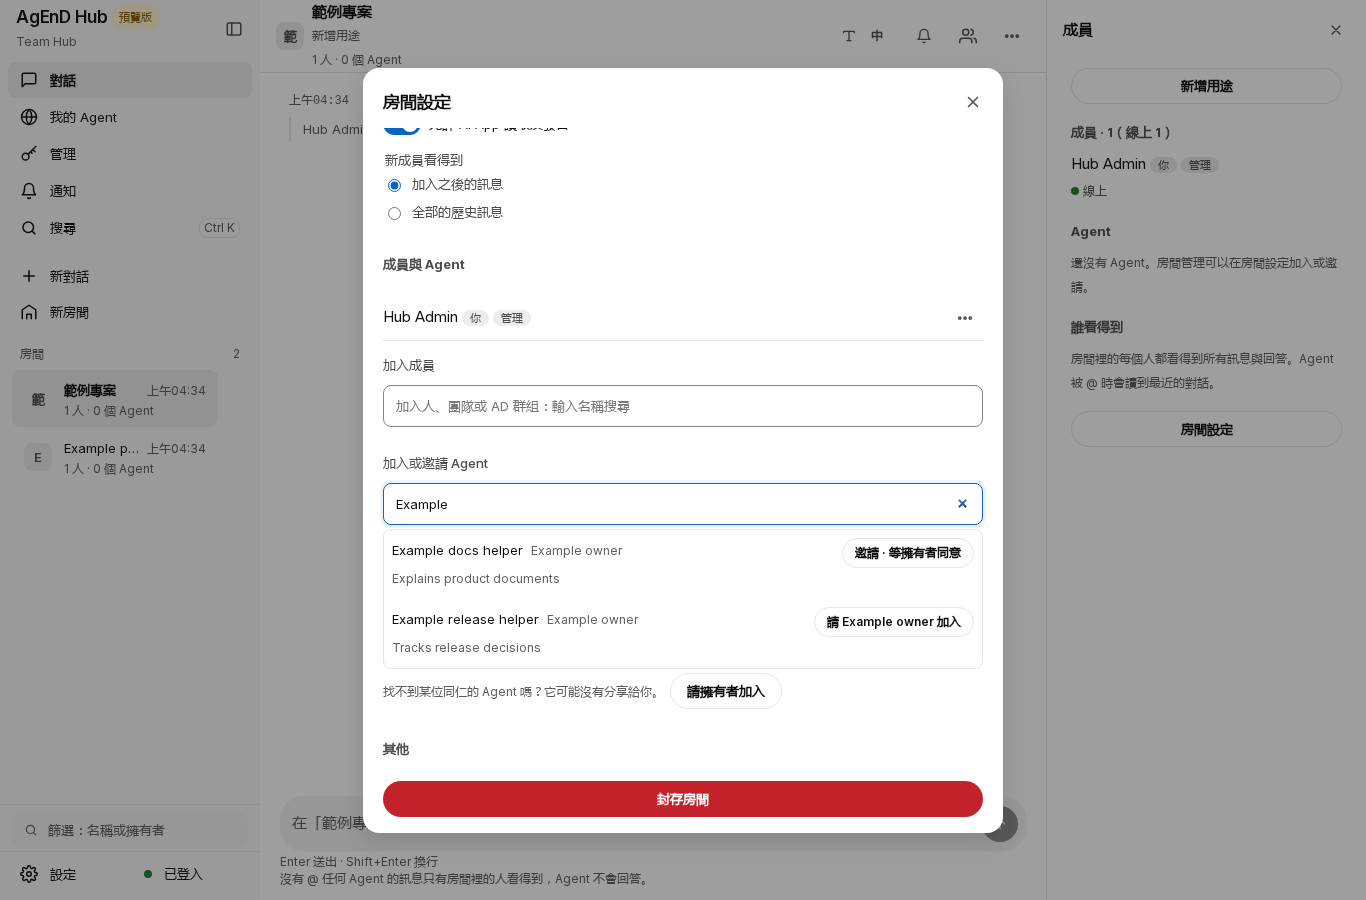 AgEnD Hub 預覽版
Team Hub
對話
我的 Agent
管理
通知
搜尋 Ctrl K
新對話
新房間
房間 2
範 範例專案 上午04:34
1 人 · 0 個 Agent
E Example p... 上午04:34
1 人 · 0 個 Agent
篩選：名稱或擁有者
設定 已登入
範 範例專案
新增用途
1 人 · 0 個 Agent
中
上午04:34
Hub Admi
房間設定
新成員看得到
加入之後的訊息
全部的歷史訊息
成員與 Agent
Hub Admin 你 管理
加入成員
加入人、團隊或 AD 群組：輸入名稱搜尋
加入或邀請 Agent
Example
Example docs helper Example owner 邀請 · 等擁有者同意
Explains product documents
Example release helper Example owner 請 Example owner 加入
Tracks release decisions
找不到某位同仁的 Agent 嗎？它可能沒有分享給你。 請擁有者加入
其他
封存房間
在「範例專
Enter 送出 · Shift+Enter 換行
沒有 @ 任何 Agent 的訊息只有房間裡的人看得到，Agent 不會回答。
成員
新增用途
成員 · 1（線上 1）
Hub Admin 你 管理
線上
Agent
還沒有 Agent。房間管理可以在房間設定加入或邀
請。
誰看得到
房間裡的每個人都看得到所有訊息與回答。Agent
被 @ 時會讀到最近的對話。
房間設定